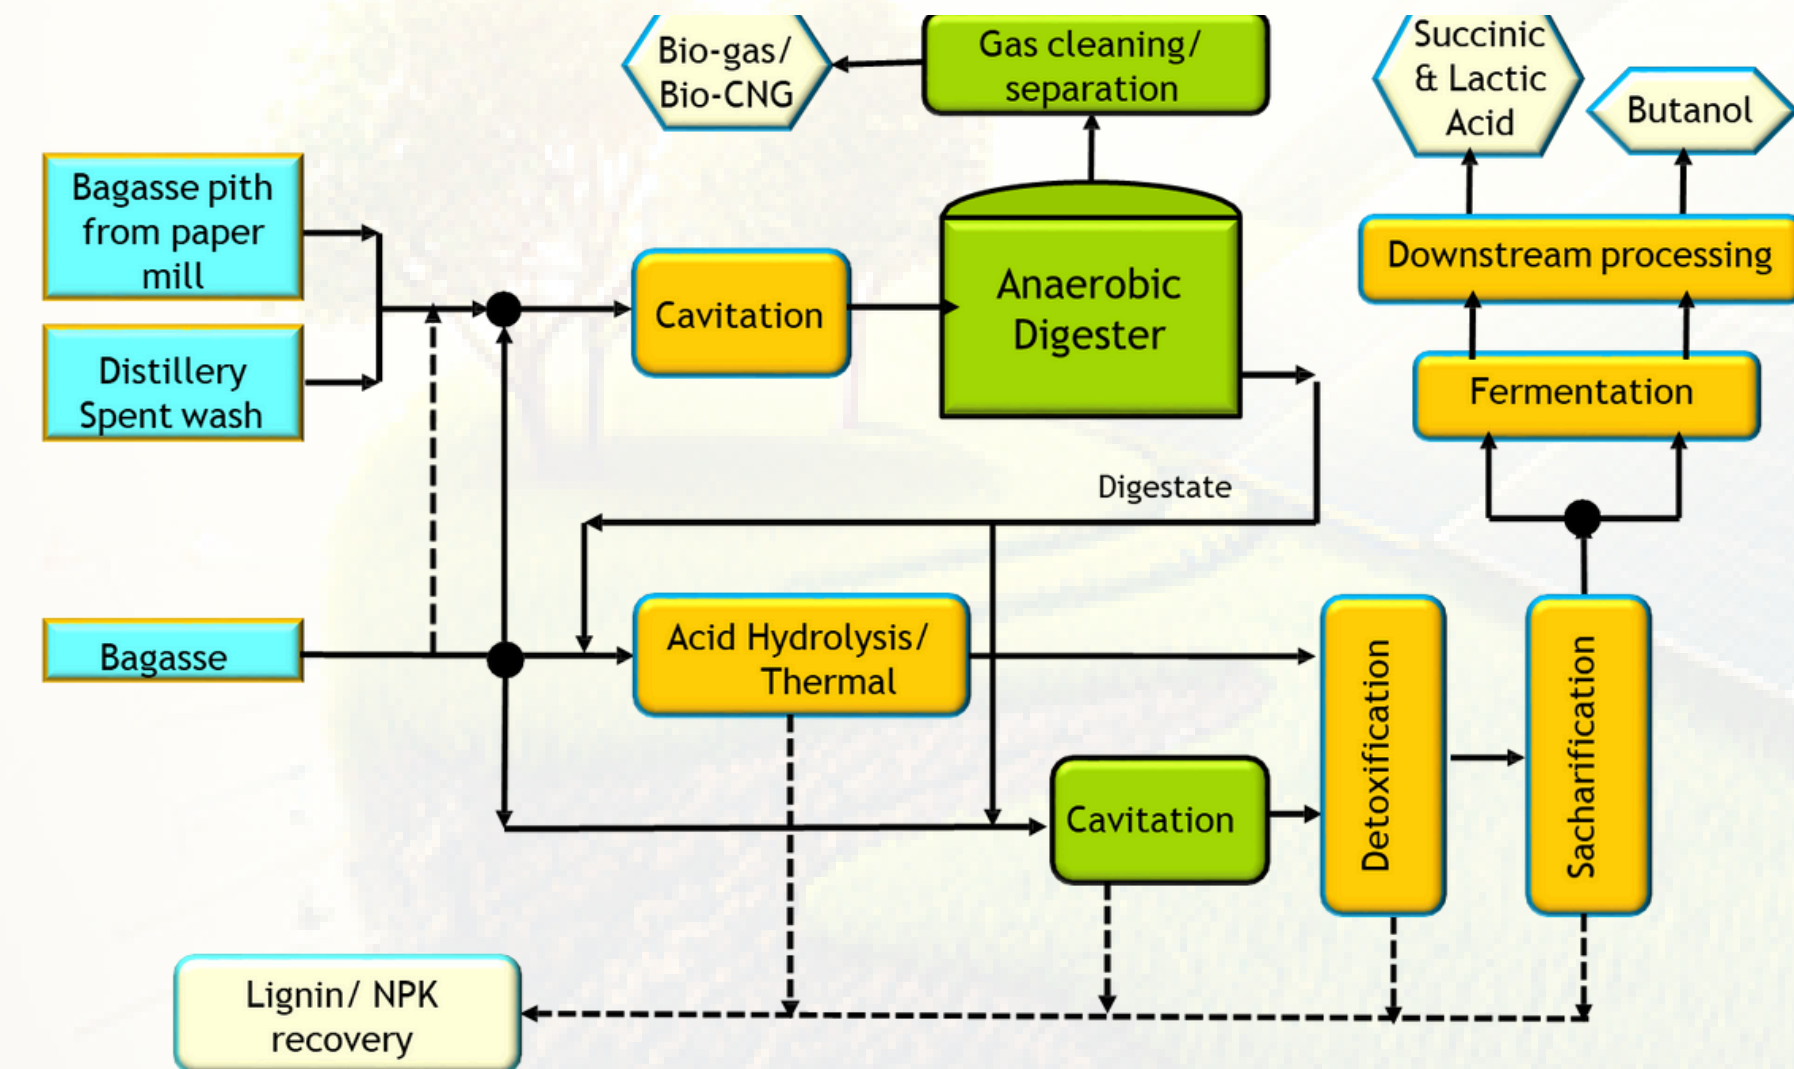 Bio-gas/
Bio-CNG
Gas cleaning/
separation
Succinic
& Lactic
Acid
Butanol
Bagasse pith
from paper
mill
Distillery
Spent wash
Cavitation
Anaerobic
Digester
Downstream processing
Fermentation
Digestate
Bagasse
Acid Hydrolysis/
Thermal
Cavitation
Detoxification
Sacharification
Lignin/ NPK
recovery